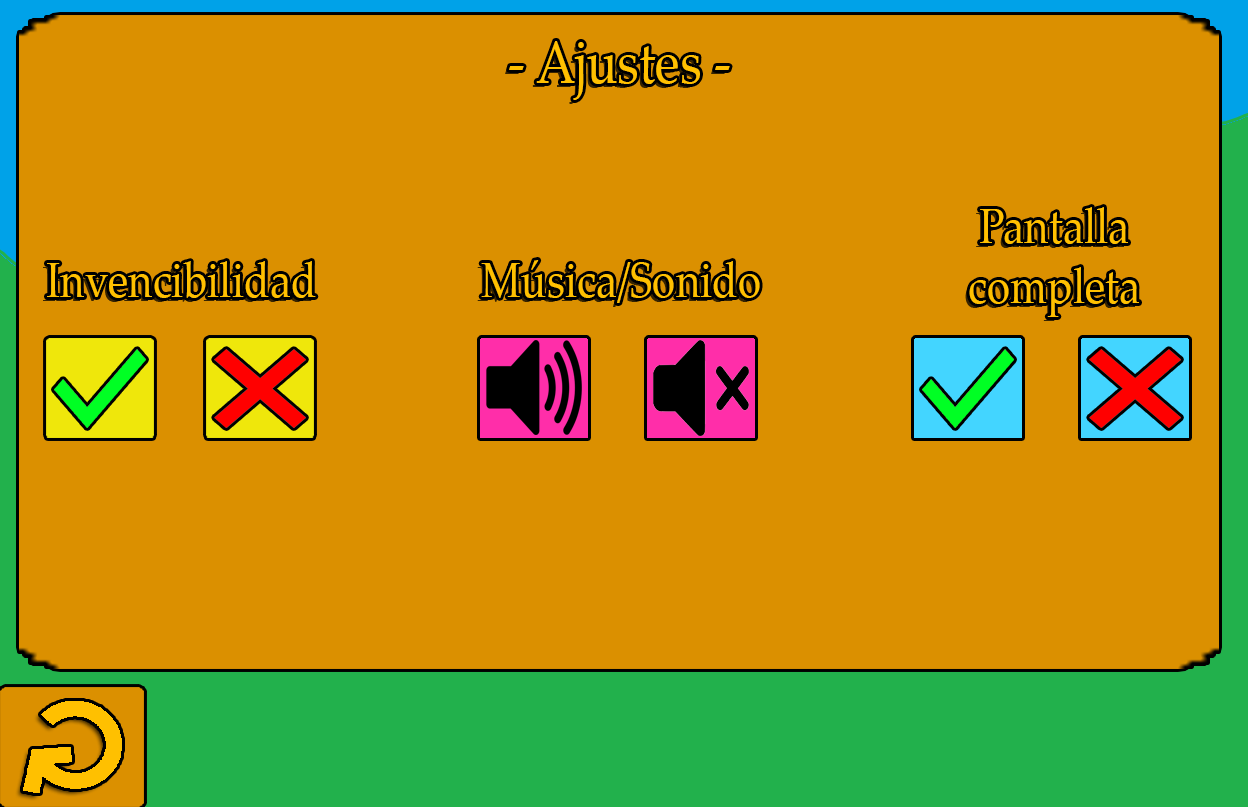 - Ajustes -
Invencibilidad
Música/Sonido
Pantalla
completa